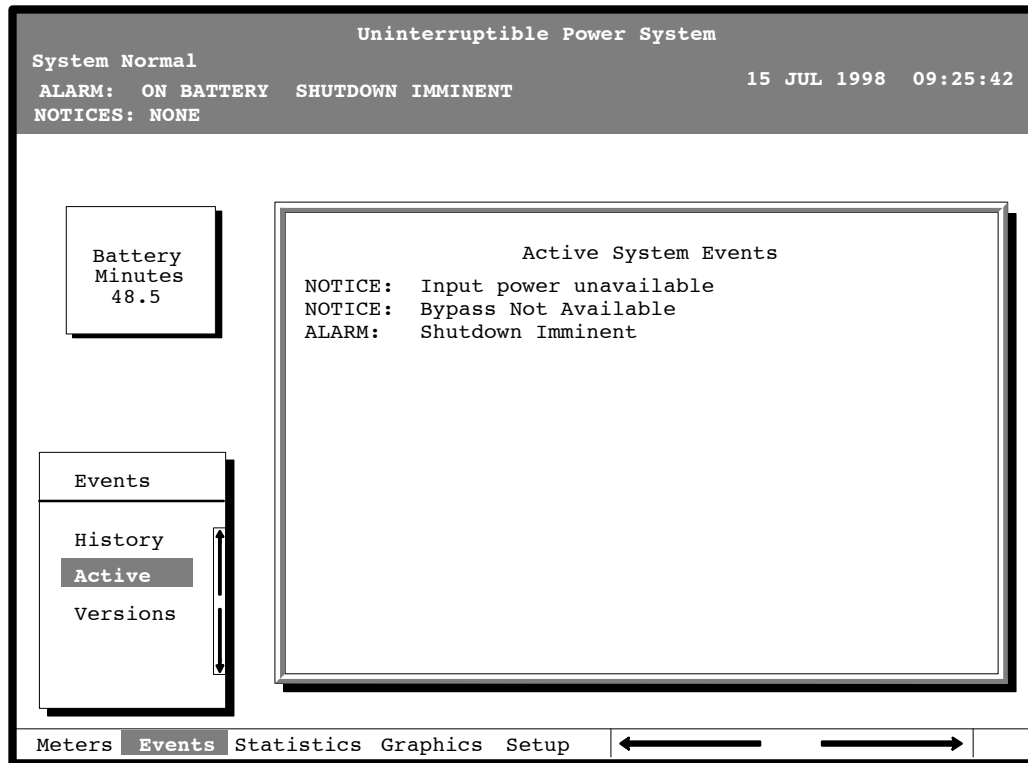 Uninterruptible Power System
System Normal
15 JUL 1998 09:25:42
ALARM: ON BATTERY SHUTDOWN IMMINENT
NOTICES: NONE
Battery
Minutes
48.5
Active System Events
NOTICE: Input power unavailable
NOTICE: Bypass Not Available
ALARM: Shutdown Imminent
Events
History
Active
Versions
Meters Events Statistics Graphics Setup